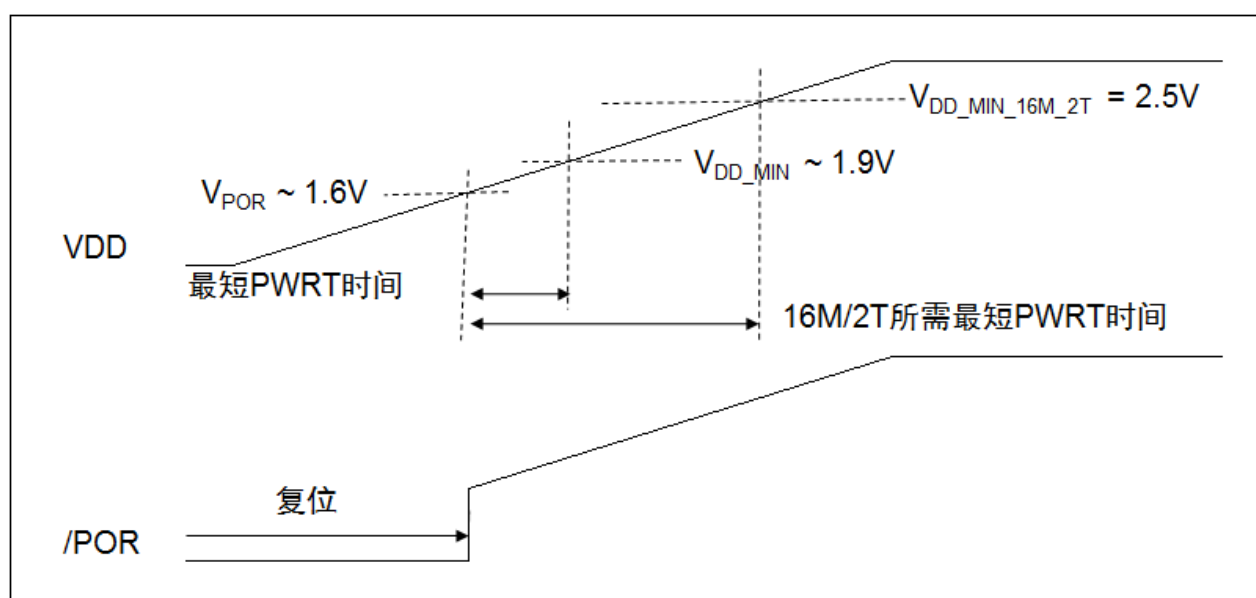 V_DD_MIN_16M_2T = 2.5V
V_DD_MIN ~ 1.9V
V_POR ~ 1.6V
VDD
最短PWRT时间
16M/2T所需最短PWRT时间
复位
/POR